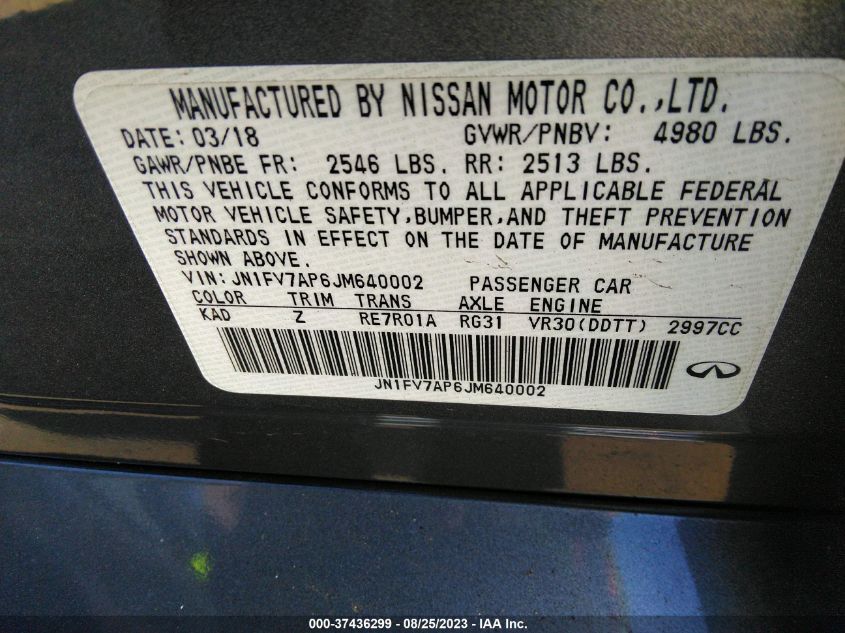 MANUFACTURED BY NISSAN MOTOR CO.,LTD.
DATE: 03/18 GVWR/PNBV: 4980 LBS.
GAWR/PNBE FR: 2546 LBS. RR: 2513 LBS.
THIS VEHICLE CONFORMS TO ALL APPLICABLE FEDERAL
MOTOR VEHICLE SAFETY,BUMPER,AND THEFT PREVENTION
STANDARDS IN EFFECT ON THE DATE OF MANUFACTURE
SHOWN ABOVE.
VIN: JN1FV7AP6JM640002 PASSENGER CAR
COLOR TRIM TRANS AXLE ENGINE
KAD Z RE7R01A RG31 VR30(DDTT) 2997CC
JN1FV7AP6JM640002
000-37436299 - 08/25/2023 - IAA Inc.